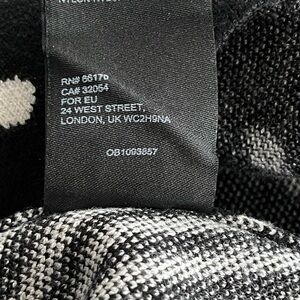 RN# 66176
CA# 32054
FOR EU
24 WEST STREET,
LONDON, UK WC2H9NA
OB1093857